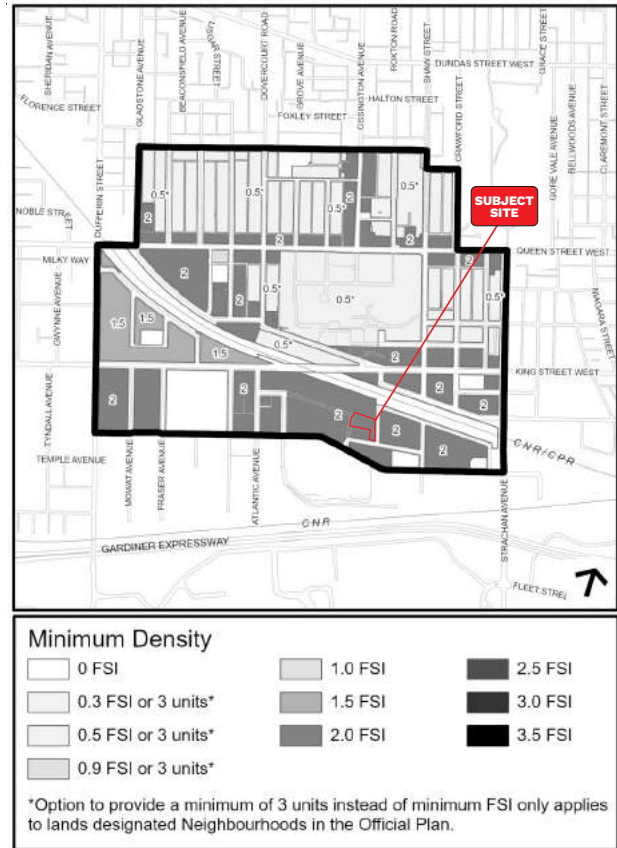 SHERIDAN AVENUE
GLADSTONE AVENUE
BEACONSFIELD AVENUE
LISGAR STREET
DOVERCOURT ROAD
GROVE AVENUE
OSSINGTON AVENUE
ROXTON ROAD
SHAW STREET
GRACE STREET
DUNDAS STREET WEST
FLORENCE STREET
HALTON STREET
FOXLEY STREET
CRAWFORD STREET
GORE VALE AVENUE
BELLWOODS AVENUE
CLAREMONT STREET
DUFFERIN STREET
SUBJECT
SITE
0.5*
2
0.5*
2
0.5*
NOBLE STREET
2
2
2
QUEEN STREET WEST
MILKY WAY
2
2
0.5*
0.5*
2
0.5*
GWYNNE AVENUE
NIAGARA STREET
1.5
1.5
1.5
0.5*
2
2
KING STREET WEST
2
2
2
2
2
2
2
2
TYNDALL AVENUE
TEMPLE AVENUE
MOWAT AVENUE
FRASER AVENUE
ATLANTIC AVENUE
CNR/CPR
STRACHAN AVENUE
CNR
GARDINER EXPRESSWAY
FLEET STREE
Minimum Density
0 FSI
0.3 FSI or 3 units*
0.5 FSI or 3 units*
0.9 FSI or 3 units*
1.0 FSI
1.5 FSI
2.0 FSI
2.5 FSI
3.0 FSI
3.5 FSI
*Option to provide a minimum of 3 units instead of minimum FSI only applies
to lands designated Neighbourhoods in the Official Plan.